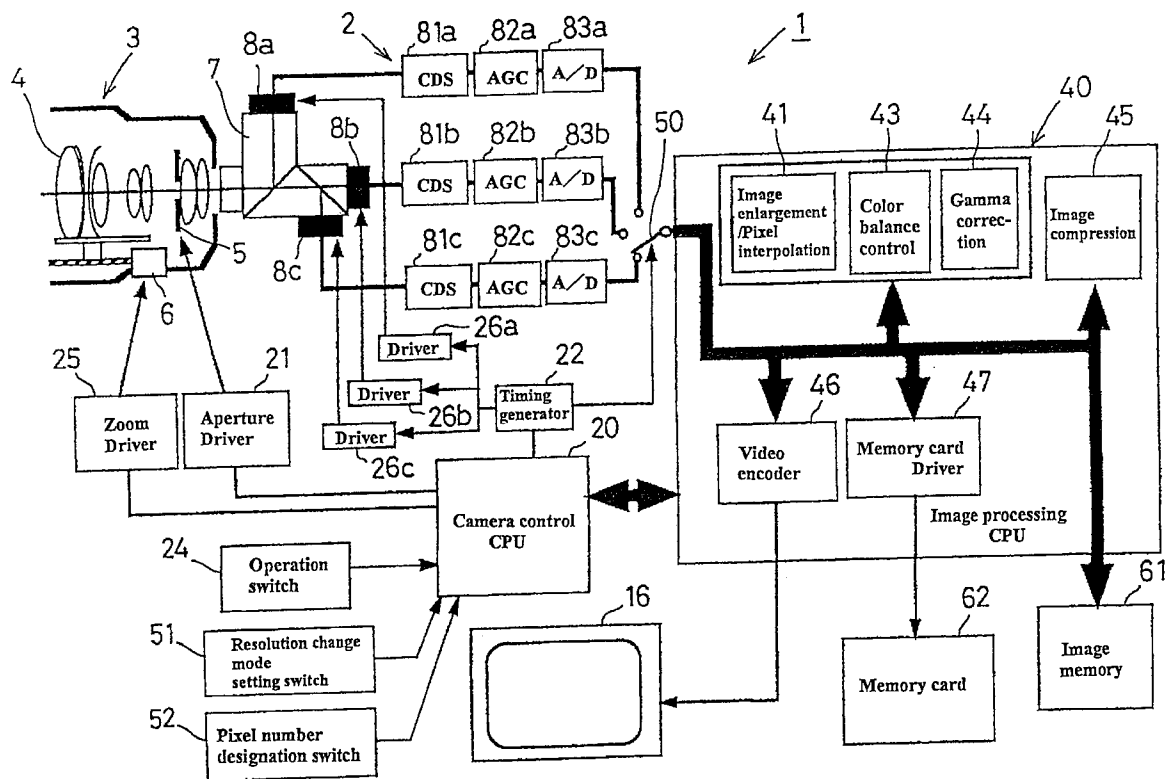 1
2
3
4
7
8a
81a
82a
83a
CDS
AGC
A/D
8b
81b
82b
83b
CDS
AGC
A/D
50
8c
81c
82c
83c
CDS
AGC
A/D
5
6
40
41
43
44
45
Image
enlargement
/Pixel
interpolation
Color
balance
control
Gamma
correc-
tion
Image
compression
25
21
Zoom
Driver
Aperture
Driver
26a
Driver
Driver
26b
Driver
26c
22
Timing
generator
20
Camera control
CPU
46
Video
encoder
47
Memory card
Driver
Image processing
CPU
24
Operation
switch
51
Resolution change
mode
setting switch
52
Pixel number
designation switch
16
62
Memory card
61
Image
memory